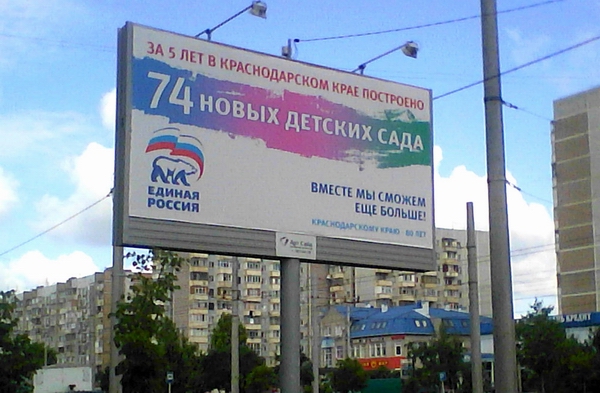 ЗА 5 ЛЕТ В КРАСНОДАРСКОМ КРАЕ ПОСТРОЕНО
74 НОВЫХ ДЕТСКИХ САДА
ЕДИНАЯ
РОССИЯ
ВМЕСТЕ МЫ СМОЖЕМ
ЕЩЕ БОЛЬШЕ!
КРАСНОДАРСКОМУ КРАЮ - 80 ЛЕТ
КРЕДИТ